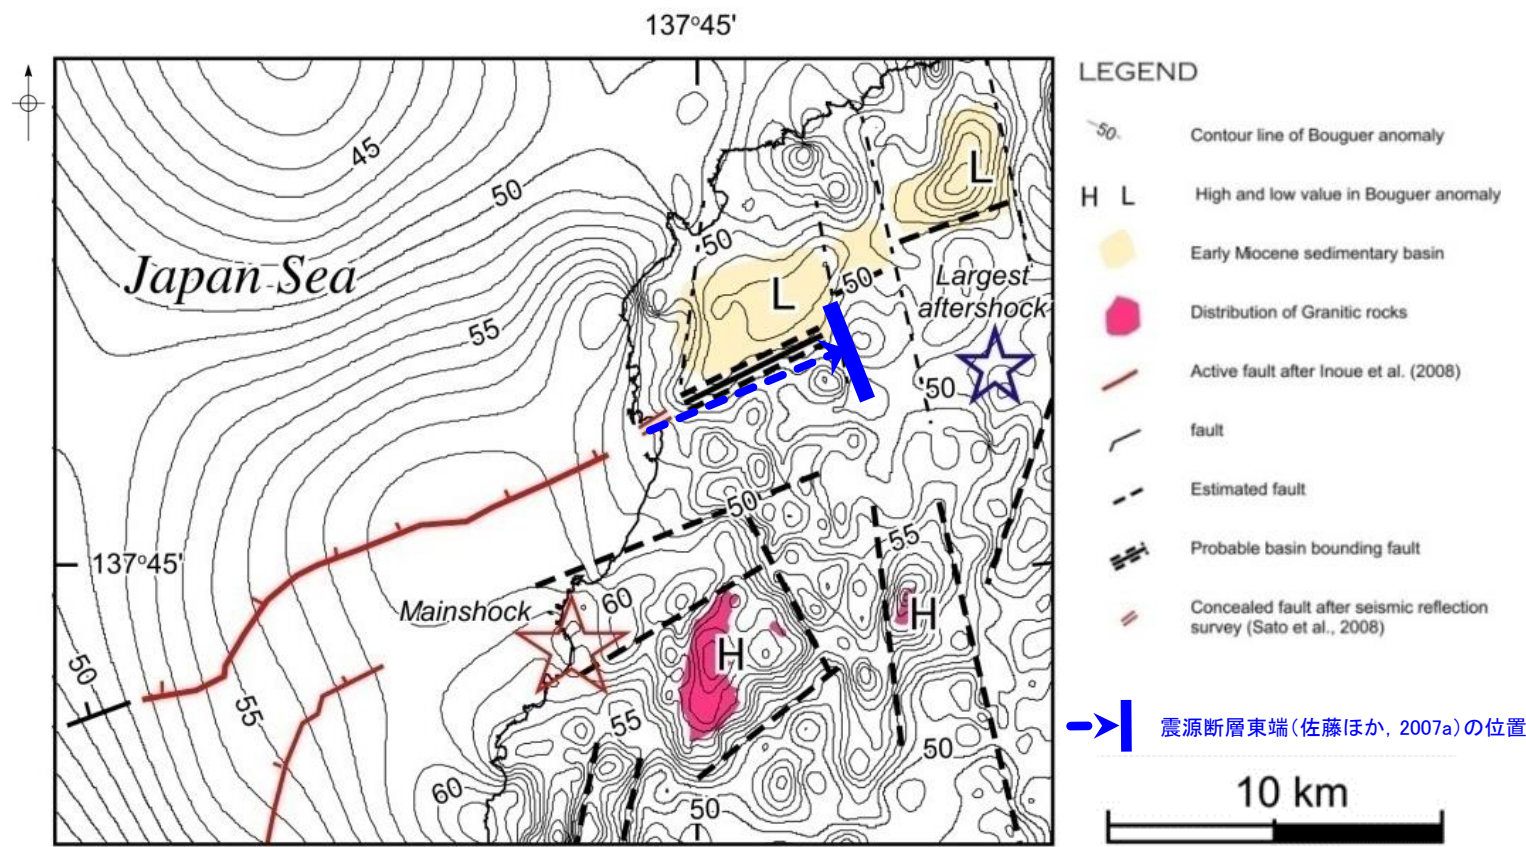 137°45'
45
50
Japan Sea
55
50
50
L
L
Largest
aftershock
50
137°45'
Mainshock
50
55
60
H
H
50
55
55
60
50
50
LEGEND
50 Contour line of Bouguer anomaly
H L High and low value in Bouguer anomaly
Early Miocene sedimentary basin
Distribution of Granitic rocks
Active fault after Inoue et al. (2008)
fault
Estimated fault
Probable basin bounding fault
Concealed fault after seismic reflection
survey (Sato et al., 2008)
震源断層東端(佐藤ほか, 2007a)の位置
10 km